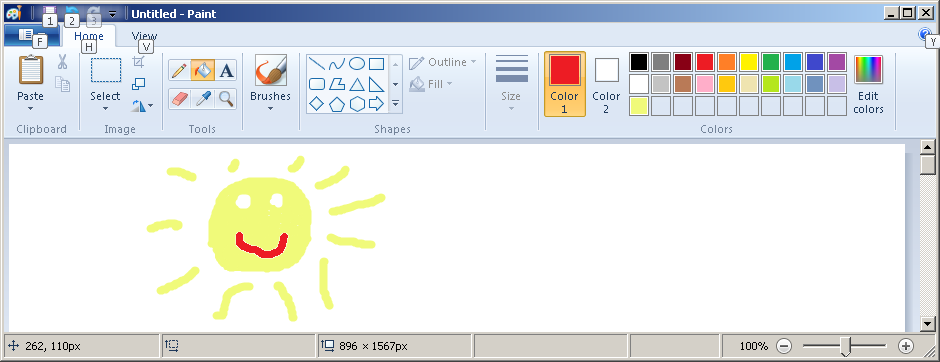 Untitled - Paint
1 2 3
F Home View Y
H V
Paste
Select
Brushes
Outline
Fill
Size
Color 1
Color 2
Edit colors
Clipboard Image Tools Shapes Colors
262, 110px 896 × 1567px 100%